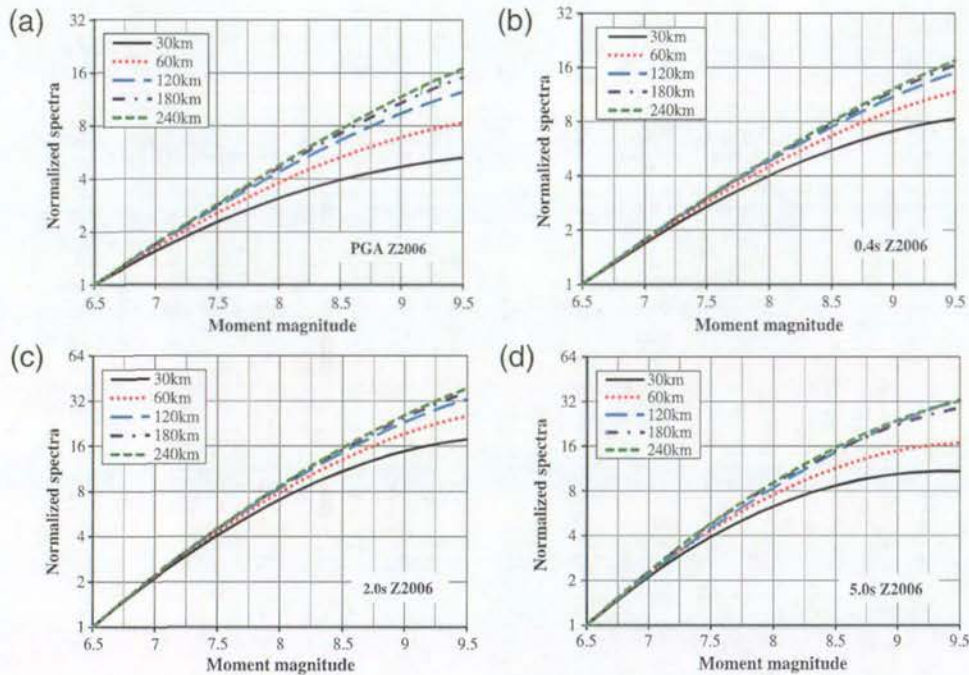 (a)
32
16
8
4
2
1
Normalized spectra
30km
60km
120km
180km
240km
PGA Z2006
6.5 7 7.5 8 8.5 9 9.5
Moment magnitude
(b)
32
16
8
4
2
1
Normalized spectra
30km
60km
120km
180km
240km
0.4s Z2006
6.5 7 7.5 8 8.5 9 9.5
Moment magnitude
(c)
64
32
16
8
4
2
1
Normalized spectra
30km
60km
120km
180km
240km
2.0s Z2006
6.5 7 7.5 8 8.5 9 9.5
Moment magnitude
(d)
64
32
16
8
4
2
1
Normalized spectra
30km
60km
120km
180km
240km
5.0s Z2006
6.5 7 7.5 8 8.5 9 9.5
Moment magnitude